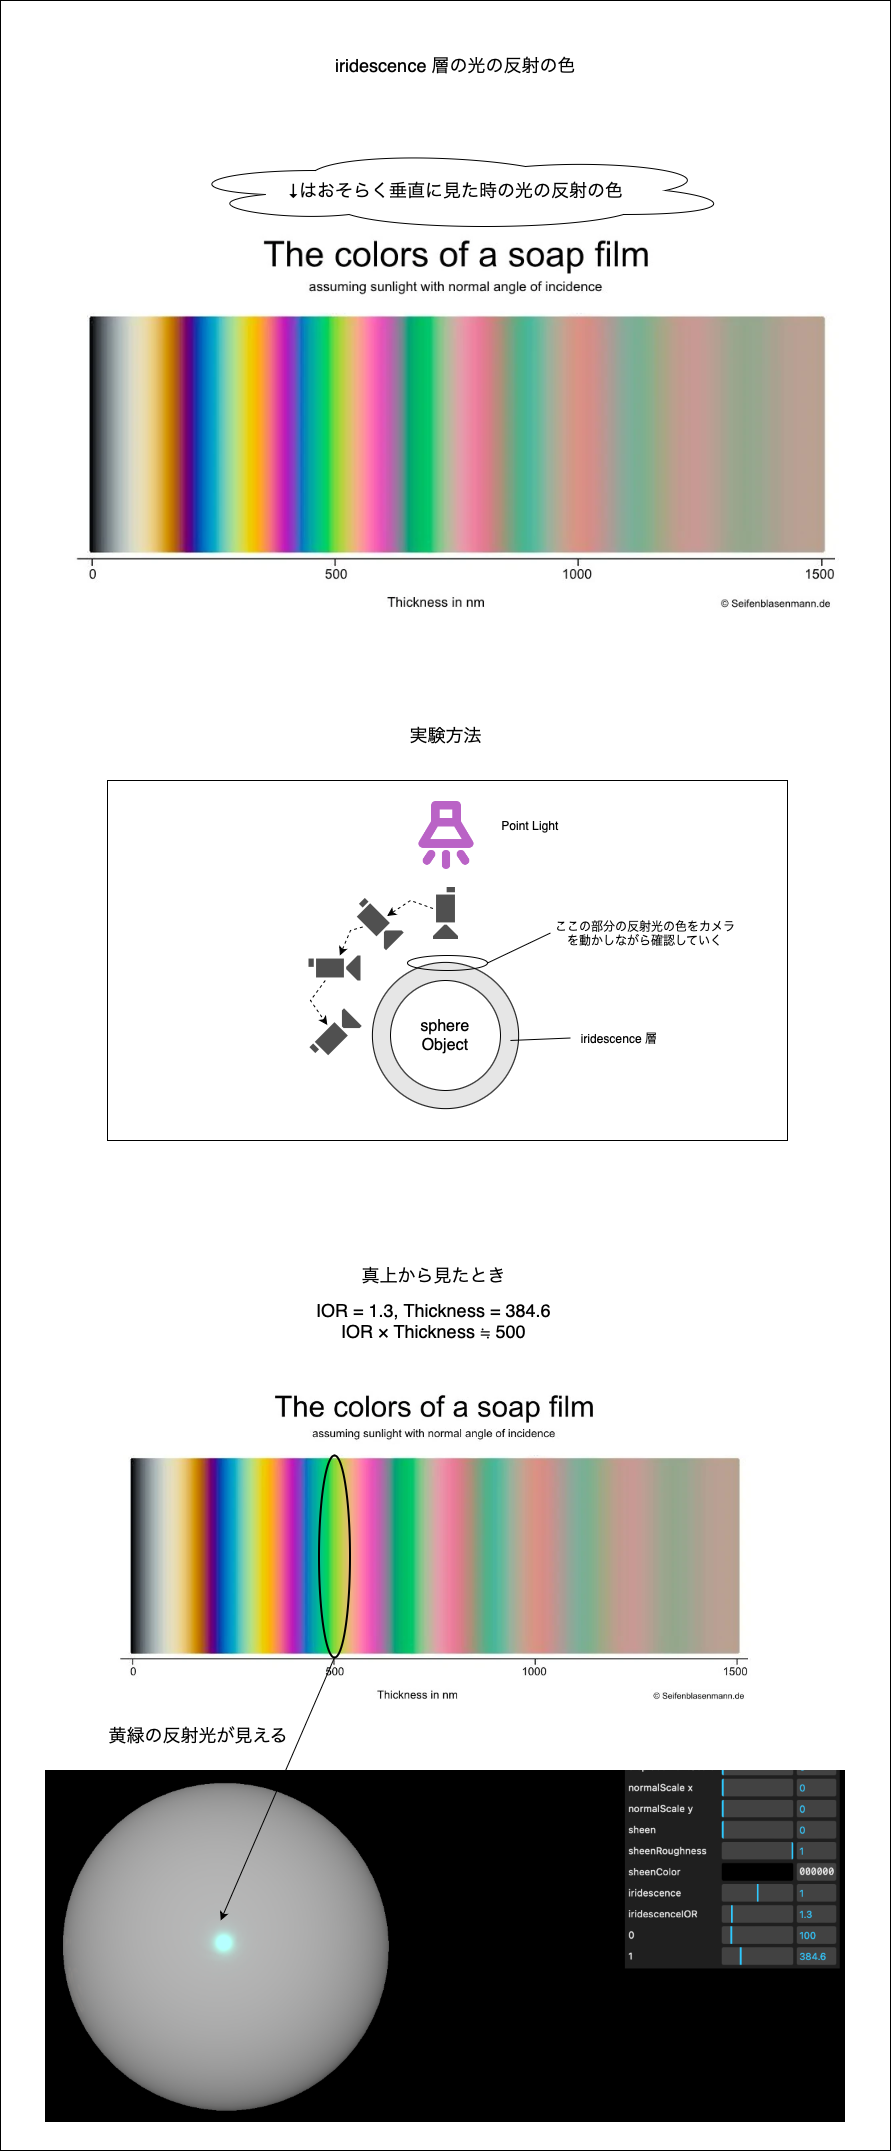 iridescence 層の光の反射の色
↓はおそらく垂直に見た時の光の反射の色
The colors of a soap film
assuming sunlight with normal angle of incidence
0 500 1000 1500
Thickness in nm
© Seifenblasenmann.de
実験方法
Point Light
ここの部分の反射光の色をカメラ
を動かしながら確認していく
sphere
Object
iridescence 層
真上から見たとき
IOR = 1.3, Thickness = 384.6
IOR × Thickness ≒ 500
The colors of a soap film
assuming sunlight with normal angle of incidence
0 500 1000 1500
Thickness in nm
© Seifenblasenmann.de
黄緑の反射光が見える
normalScale x 0
normalScale y 0
sheen 0
sheenRoughness 1
sheenColor 000000
iridescence 1
iridescenceIOR 1.3
0 100
1 384.6